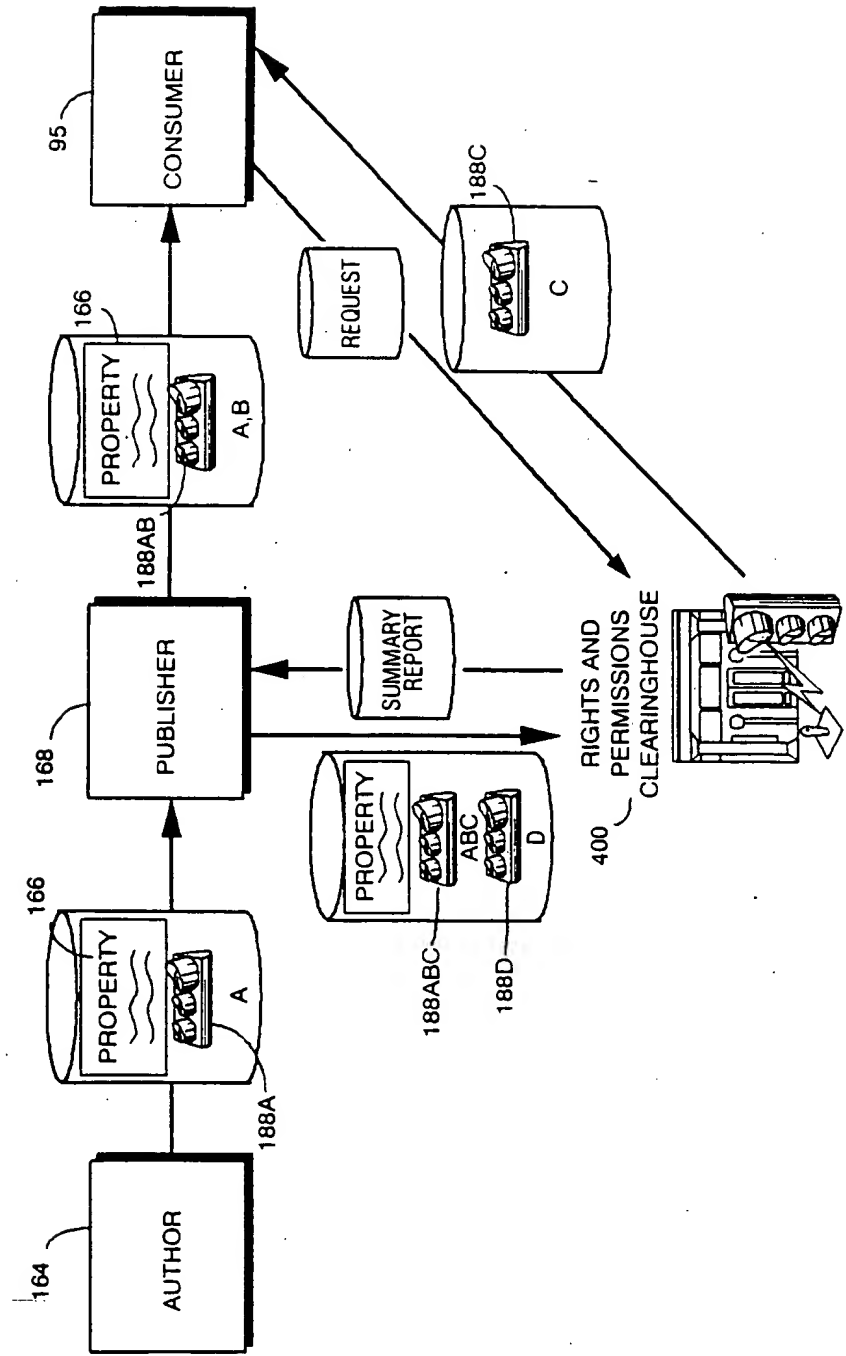 164
AUTHOR
166
PROPERTY
A
188A
168
PUBLISHER
188AB
166
PROPERTY
A,B
95
CONSUMER
REQUEST
188C
C
SUMMARY
REPORT
PROPERTY
ABC
D
188ABC
188D
RIGHTS AND
PERMISSIONS
CLEARINGHOUSE
400